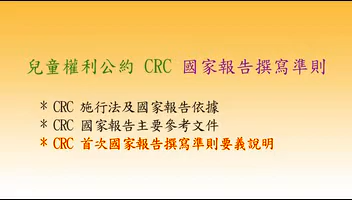 兒童權利公約 CRC 國家報告撰寫準則
* CRC 施行法及國家報告依據
* CRC 國家報告主要參考文件
* CRC 首次國家報告撰寫準則要義說明